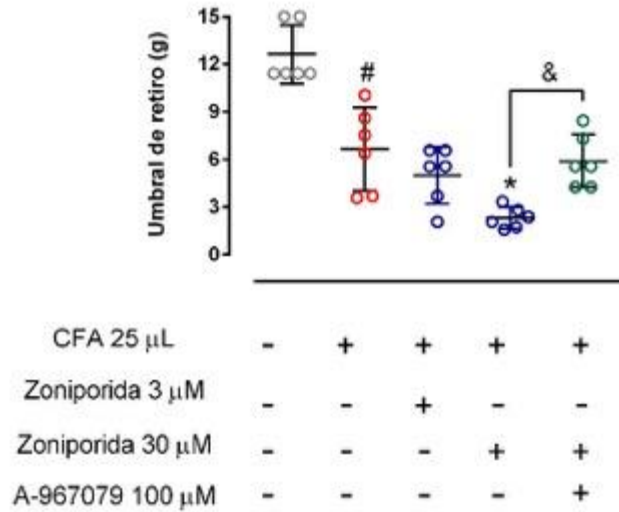 Umbral de retiro (g)
15
12
9
6
3
0
#
*
&
CFA 25 μL - + + + +
Zoniporida 3 μM - - + - -
Zoniporida 30 μM - - - + +
A-967079 100 μM - - - - +